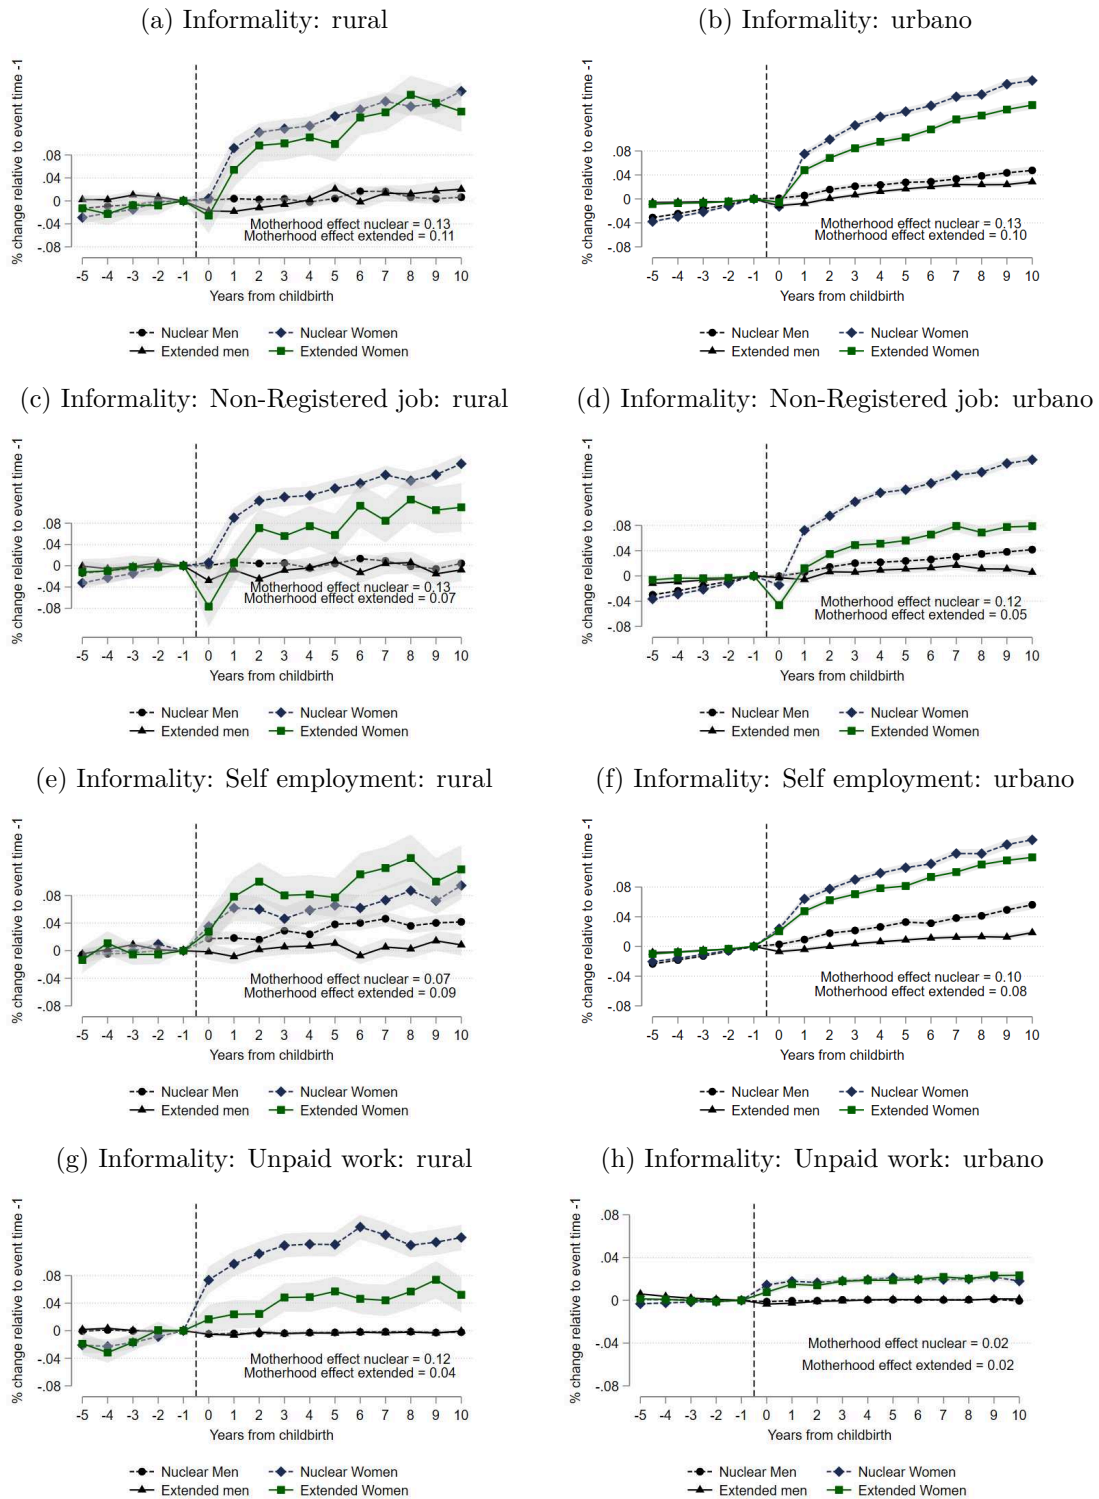 (a) Informality: rural
(b) Informality: urbano
% change relative to event time -1
.08
.04
0
-.04
-.08
Motherhood effect nuclear = 0.13
Motherhood effect extended = 0.11
-5 -4 -3 -2 -1 0 1 2 3 4 5 6 7 8 9 10
Years from childbirth
Nuclear Men
Nuclear Women
Extended men
Extended Women
% change relative to event time -1
.08
.04
0
-.04
-.08
Motherhood effect nuclear = 0.13
Motherhood effect extended = 0.10
-5 -4 -3 -2 -1 0 1 2 3 4 5 6 7 8 9 10
Years from childbirth
Nuclear Men
Nuclear Women
Extended men
Extended Women
(c) Informality: Non-Registered job: rural
(d) Informality: Non-Registered job: urbano
% change relative to event time -1
.08
.04
0
-.04
-.08
Motherhood effect nuclear = 0.13
Motherhood effect extended = 0.07
-5 -4 -3 -2 -1 0 1 2 3 4 5 6 7 8 9 10
Years from childbirth
Nuclear Men
Nuclear Women
Extended men
Extended Women
% change relative to event time -1
.08
.04
0
-.04
-.08
Motherhood effect nuclear = 0.12
Motherhood effect extended = 0.05
-5 -4 -3 -2 -1 0 1 2 3 4 5 6 7 8 9 10
Years from childbirth
Nuclear Men
Nuclear Women
Extended men
Extended Women
(e) Informality: Self employment: rural
(f) Informality: Self employment: urbano
% change relative to event time -1
.08
.04
0
-.04
-.08
Motherhood effect nuclear = 0.07
Motherhood effect extended = 0.09
-5 -4 -3 -2 -1 0 1 2 3 4 5 6 7 8 9 10
Years from childbirth
Nuclear Men
Nuclear Women
Extended men
Extended Women
% change relative to event time -1
.08
.04
0
-.04
-.08
Motherhood effect nuclear = 0.10
Motherhood effect extended = 0.08
-5 -4 -3 -2 -1 0 1 2 3 4 5 6 7 8 9 10
Years from childbirth
Nuclear Men
Nuclear Women
Extended men
Extended Women
(g) Informality: Unpaid work: rural
(h) Informality: Unpaid work: urbano
% change relative to event time -1
.08
.04
0
-.04
-.08
Motherhood effect nuclear = 0.12
Motherhood effect extended = 0.04
-5 -4 -3 -2 -1 0 1 2 3 4 5 6 7 8 9 10
Years from childbirth
Nuclear Men
Nuclear Women
Extended men
Extended Women
% change relative to event time -1
.08
.04
0
-.04
-.08
Motherhood effect nuclear = 0.02
Motherhood effect extended = 0.02
-5 -4 -3 -2 -1 0 1 2 3 4 5 6 7 8 9 10
Years from childbirth
Nuclear Men
Nuclear Women
Extended men
Extended Women